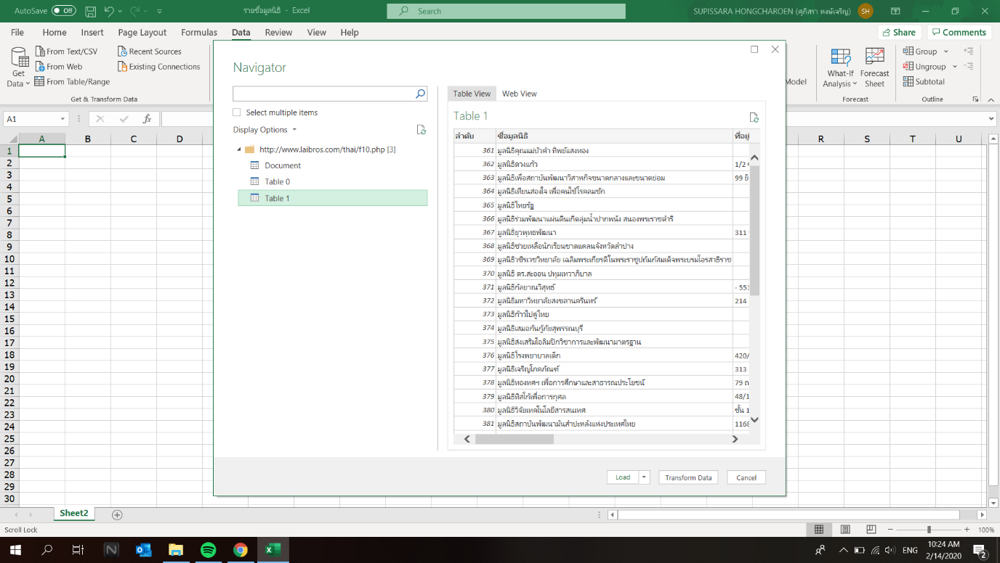 AutoSave Off รายชื่อมูลนิธิ - Excel Search SUPISSARA HONGCHAROEN (ศุภิสรา หงษ์เจริญ) SH
File Home Insert Page Layout Formulas Data Review View Help Share Comments
Get Data
From Text/CSV
From Web
From Table/Range
Recent Sources
Existing Connections
Get & Transform Data
Model
What-If Analysis
Forecast Sheet
Forecast
Group
Ungroup
Subtotal
Outline
A1 fx
A B C D R S T U
1
2
3
4
5
6
7
8
9
10
11
12
13
14
15
16
17
18
19
20
21
22
23
24
25
26
27
28
29
30
Navigator
Select multiple items
Display Options
http://www.laibros.com/thai/f10.php [3]
Document
Table 0
Table 1
Table View Web View
Table 1
ลำดับ ชื่อมูลนิธิ ที่อยู่
361 มูลนิธิคุณแม่บัวคำ ทิพย์แสงทอง
362 มูลนิธิดวงแก้ว 1/2
363 มูลนิธิเพื่อสถาบันพัฒนาวิสาหกิจขนาดกลางและขนาดย่อม 99
364 มูลนิธิเทียนส่องใจ เพื่อคนไข้โรคลมชัก
365 มูลนิธิไทยรัฐ
366 มูลนิธิร่วมพัฒนาแผ่นดินเกิดลุ่มน้ำปากพนัง สนองพระราชดำริ
367 มูลนิธิยุวพุทธพัฒนา 311
368 มูลนิธิช่วยเหลือนักเรียนขาดแคลนจังหวัดลำปาง
369 มูลนิธิวชิรเวชวิทยาลัย เฉลิมพระเกียรติในพระราชูปถัมภ์สมเด็จพระบรมโอรสาธิราช
370 มูลนิธิ ดร.สะออน ปทุมเทวาภิบาล
371 มูลนิธิกัลยาณวิสุทธ์ - 551
372 มูลนิธิมหาวิทยาลัยสงขลานครินทร์ 214
373 มูลนิธิก้าวไปคู่ไทย
374 มูลนิธิเสมอกันกู้ภัยสุพรรณบุรี
375 มูลนิธิส่งเสริมโอลิมปิกวิชาการและพัฒนามาตรฐาน
376 มูลนิธิโรงพยาบาลเด็ก 420/
377 มูลนิธิเจริญโภคภัณฑ์ 313
378 มูลนิธิทองทศฯ เพื่อการศึกษาและสาธารณประโยชน์ 79 ถ
379 มูลนิธิทิสโก้เพื่อการกุศล 48/1
380 มูลนิธิวิจัยเทคโนโลยีสารสนเทศ ชั้น 1
381 มูลนิธิสถาบันพัฒนามันสำปะหลังแห่งประเทศไทย 1168
Load Transform Data Cancel
Sheet2
Scroll Lock 100%
ENG 10:24 AM
2/14/2020 2